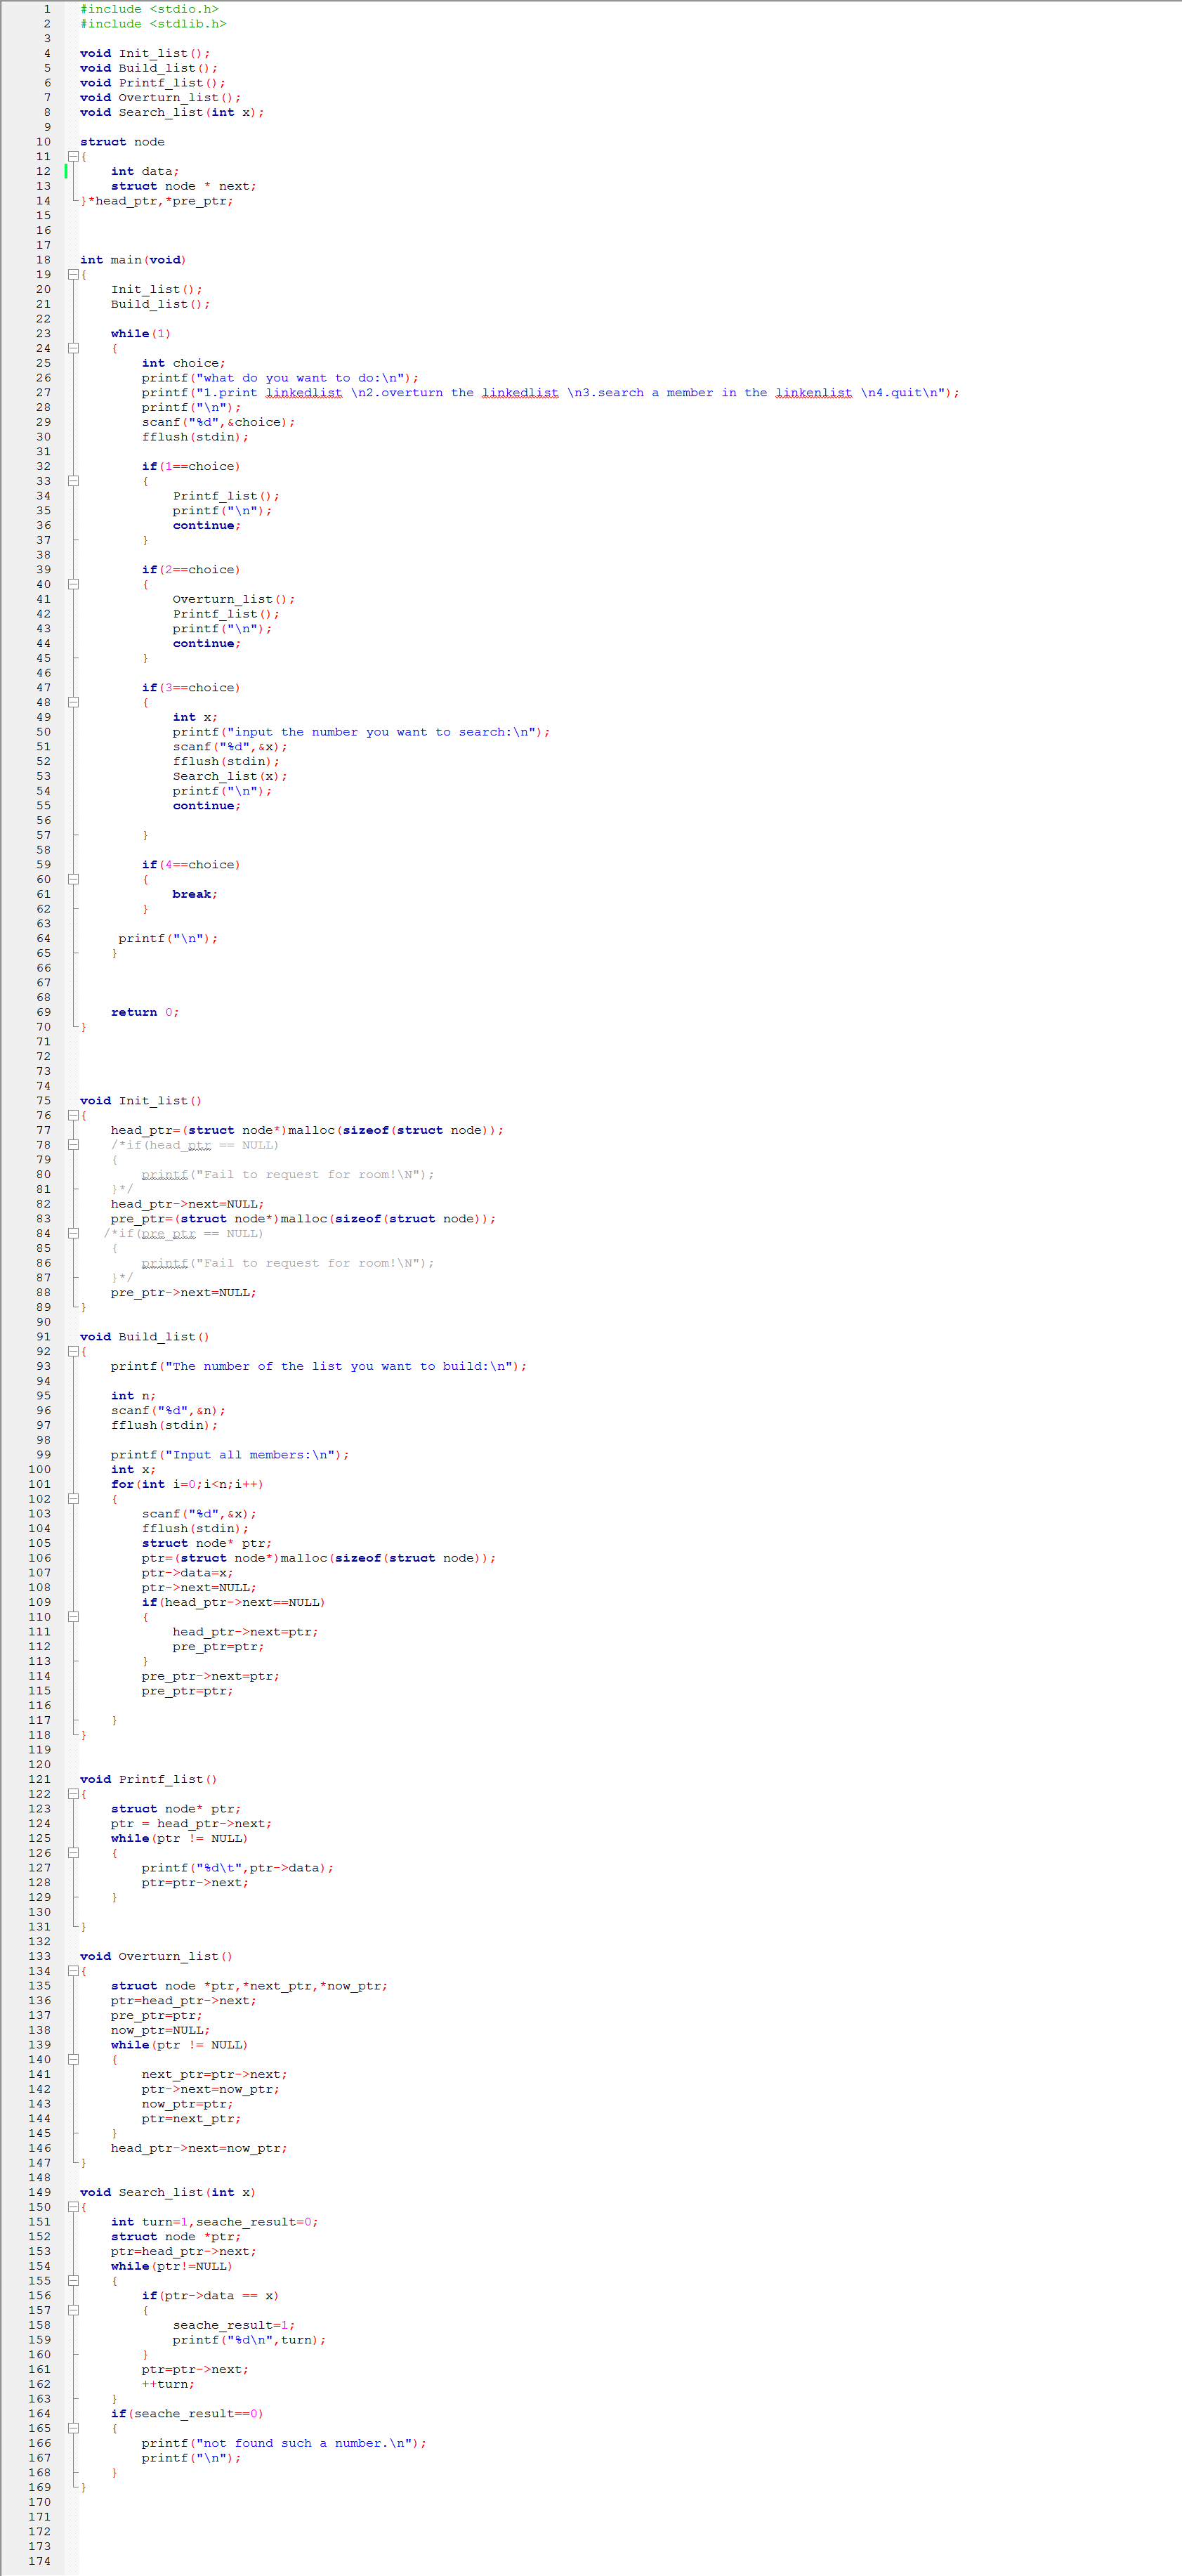 1 #include <stdio.h>
2 #include <stdlib.h>
3
4 void Init_list();
5 void Build_list();
6 void Printf_list();
7 void Overturn_list();
8 void Search_list(int x);
9
10 struct node
11 {
12     int data;
13     struct node * next;
14 }*head_ptr,*pre_ptr;
15
16
17
18 int main(void)
19 {
20     Init_list();
21     Build_list();
22
23     while(1)
24     {
25         int choice;
26         printf("what do you want to do:\n");
27         printf("1.print linkedlist \n2.overturn the linkedlist \n3.search a member in the linkenlist \n4.quit\n");
28         printf("\n");
29         scanf("%d",&choice);
30         fflush(stdin);
31
32         if(1==choice)
33         {
34             Printf_list();
35             printf("\n");
36             continue;
37         }
38
39         if(2==choice)
40         {
41             Overturn_list();
42             Printf_list();
43             printf("\n");
44             continue;
45         }
46
47         if(3==choice)
48         {
49             int x;
50             printf("input the number you want to search:\n");
51             scanf("%d",&x);
52             fflush(stdin);
53             Search_list(x);
54             printf("\n");
55             continue;
56
57         }
58
59         if(4==choice)
60         {
61             break;
62         }
63
64      printf("\n");
65     }
66
67
68
69     return 0;
70 }
71
72
73
74
75 void Init_list()
76 {
77     head_ptr=(struct node*)malloc(sizeof(struct node));
78     /*if(head_ptr == NULL)
79     {
80         printf("Fail to request for room!\N");
81     }*/
82     head_ptr->next=NULL;
83     pre_ptr=(struct node*)malloc(sizeof(struct node));
84    /*if(pre_ptr == NULL)
85     {
86         printf("Fail to request for room!\N");
87     }*/
88     pre_ptr->next=NULL;
89 }
90
91 void Build_list()
92 {
93     printf("The number of the list you want to build:\n");
94
95     int n;
96     scanf("%d",&n);
97     fflush(stdin);
98
99     printf("Input all members:\n");
100     int x;
101     for(int i=0;i<n;i++)
102     {
103         scanf("%d",&x);
104         fflush(stdin);
105         struct node* ptr;
106         ptr=(struct node*)malloc(sizeof(struct node));
107         ptr->data=x;
108         ptr->next=NULL;
109         if(head_ptr->next==NULL)
110         {
111             head_ptr->next=ptr;
112             pre_ptr=ptr;
113         }
114         pre_ptr->next=ptr;
115         pre_ptr=ptr;
116
117     }
118 }
119
120
121 void Printf_list()
122 {
123     struct node* ptr;
124     ptr = head_ptr->next;
125     while(ptr != NULL)
126     {
127         printf("%d\t",ptr->data);
128         ptr=ptr->next;
129     }
130
131 }
132
133 void Overturn_list()
134 {
135     struct node *ptr,*next_ptr,*now_ptr;
136     ptr=head_ptr->next;
137     pre_ptr=ptr;
138     now_ptr=NULL;
139     while(ptr != NULL)
140     {
141         next_ptr=ptr->next;
142         ptr->next=now_ptr;
143         now_ptr=ptr;
144         ptr=next_ptr;
145     }
146     head_ptr->next=now_ptr;
147 }
148
149 void Search_list(int x)
150 {
151     int turn=1,seache_result=0;
152     struct node *ptr;
153     ptr=head_ptr->next;
154     while(ptr!=NULL)
155     {
156         if(ptr->data == x)
157         {
158             seache_result=1;
159             printf("%d\n",turn);
160         }
161         ptr=ptr->next;
162         ++turn;
163     }
164     if(seache_result==0)
165     {
166         printf("not found such a number.\n");
167         printf("\n");
168     }
169 }
170
171
172
173
174